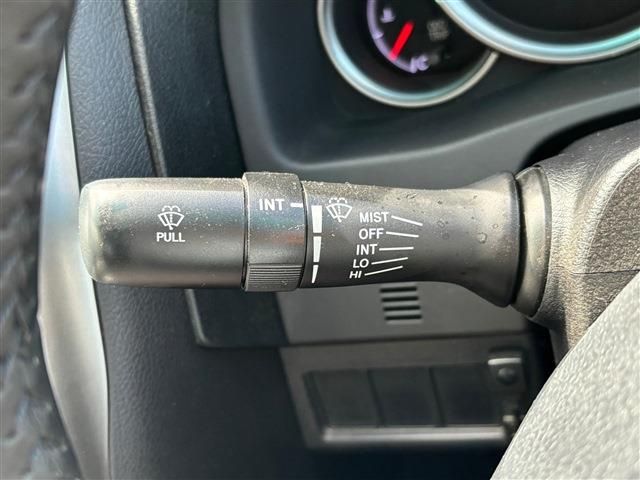 PULL
INT
MIST
OFF
INT
LO
HI
C